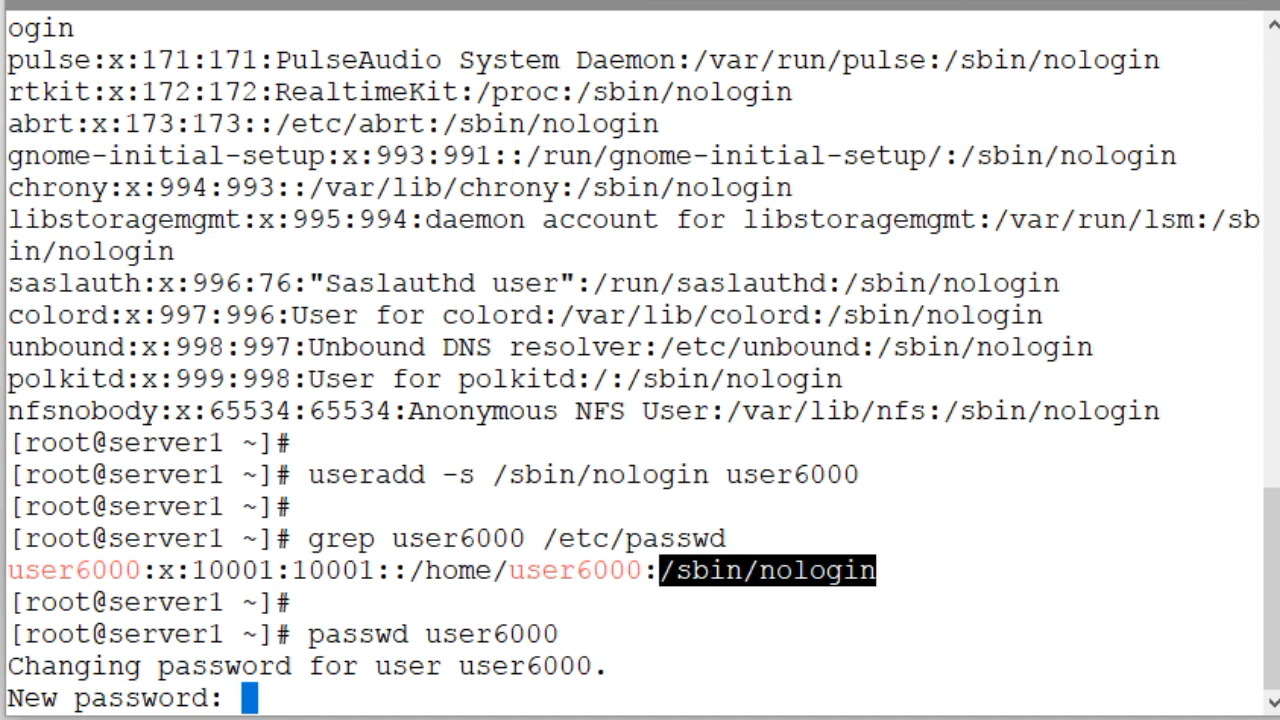 ogin
pulse:x:171:171:PulseAudio System Daemon:/var/run/pulse:/sbin/nologin
rtkit:x:172:172:RealtimeKit:/proc:/sbin/nologin
abrt:x:173:173::/etc/abrt:/sbin/nologin
gnome-initial-setup:x:993:991::/run/gnome-initial-setup/:/sbin/nologin
chrony:x:994:993::/var/lib/chrony:/sbin/nologin
libstoragemgmt:x:995:994:daemon account for libstoragemgmt:/var/run/lsm:/sb
in/nologin
saslauth:x:996:76:"Saslauthd user":/run/saslauthd:/sbin/nologin
colord:x:997:996:User for colord:/var/lib/colord:/sbin/nologin
unbound:x:998:997:Unbound DNS resolver:/etc/unbound:/sbin/nologin
polkitd:x:999:998:User for polkitd:/:/sbin/nologin
nfsnobody:x:65534:65534:Anonymous NFS User:/var/lib/nfs:/sbin/nologin
[root@server1 ~]#
[root@server1 ~]# useradd -s /sbin/nologin user6000
[root@server1 ~]#
[root@server1 ~]# grep user6000 /etc/passwd
user6000:x:10001:10001::/home/user6000:/sbin/nologin
[root@server1 ~]#
[root@server1 ~]# passwd user6000
Changing password for user user6000.
New password: